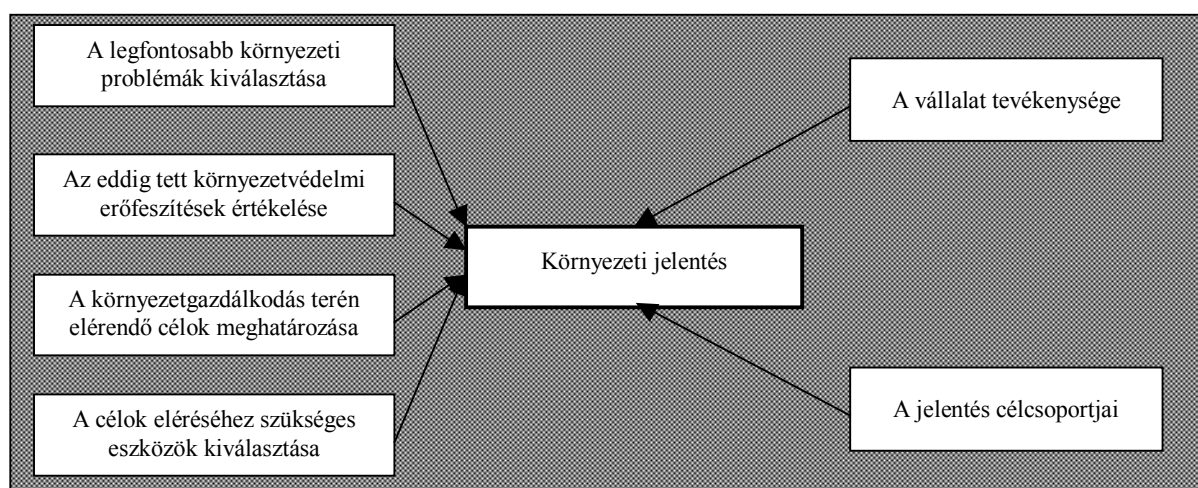 A legfontosabb környezeti
problémák kiválasztása
Az eddig tett környezetvédelmi
erőfeszítések értékelése
A környezetgazdálkodás terén
elérendő célok meghatározása
A célok eléréséhez szükséges
eszközök kiválasztása
Környezeti jelentés
A vállalat tevékenysége
A jelentés célcsoportjai